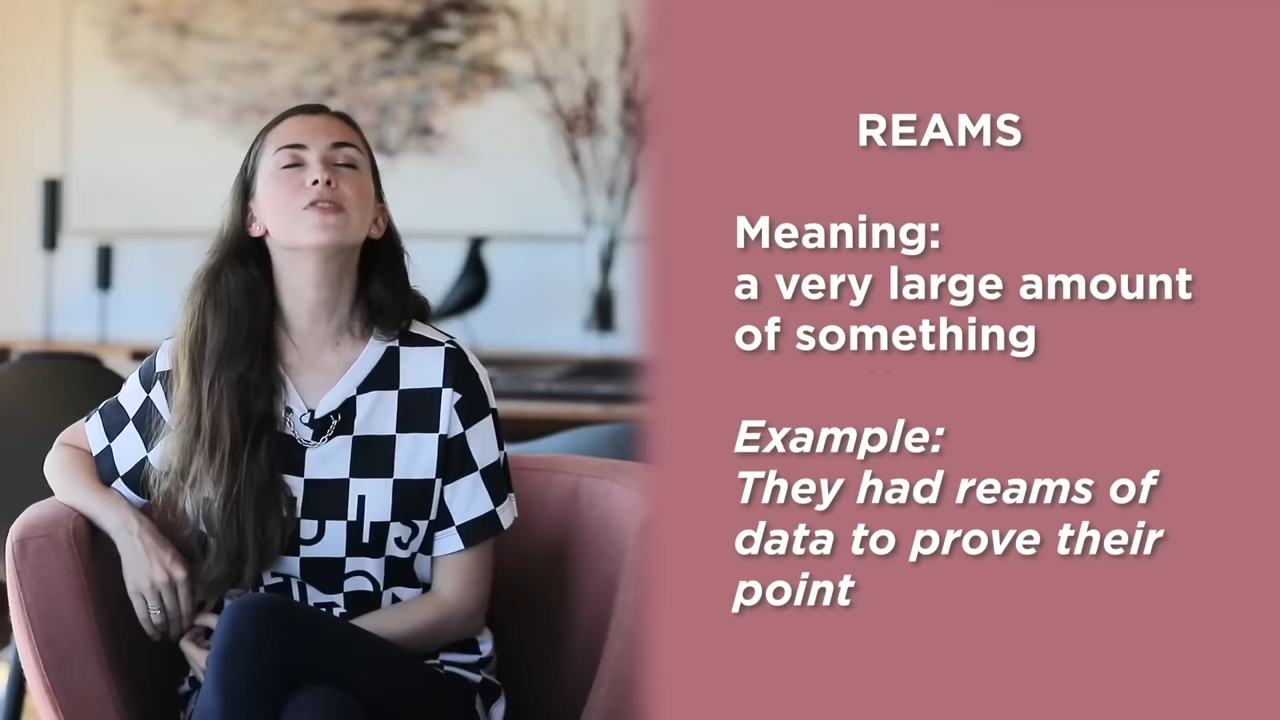 REAMS
Meaning:
a very large amount
of something
Example:
They had reams of
data to prove their
point